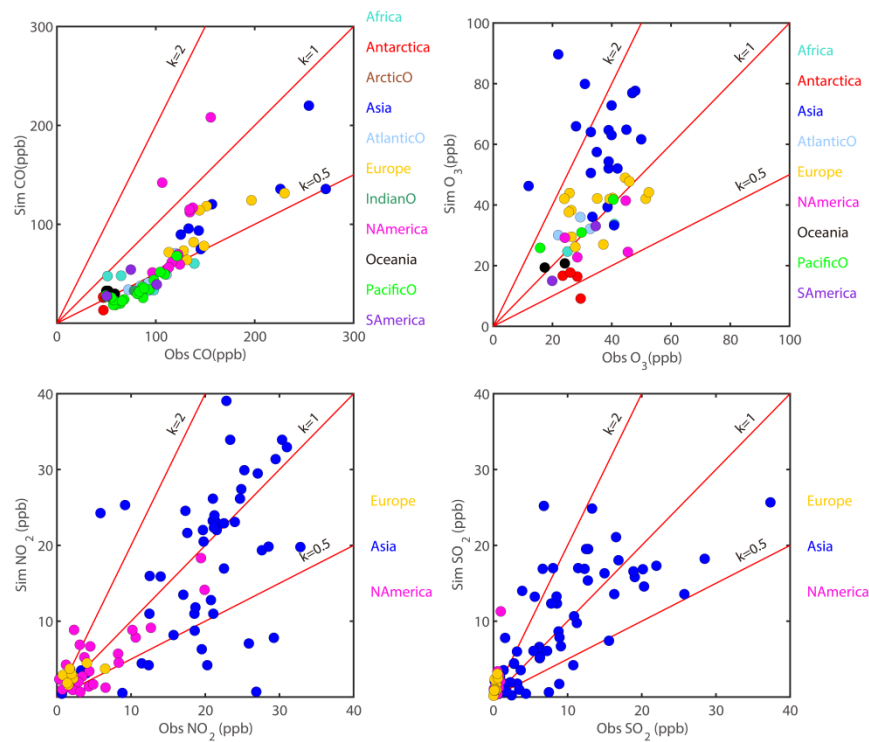 300
200
100
0
0 100 200 300
Sim CO(ppb)
Obs CO(ppb)
k=2
k=1
k=0.5
Africa
Antarctica
ArcticO
Asia
AtlanticO
Europe
IndianO
NAmerica
Oceania
PacificO
SAmerica
100
80
60
40
20
0
0 20 40 60 80 100
Sim O3(ppb)
Obs O3(ppb)
k=2
k=1
k=0.5
Africa
Antarctica
Asia
AtlanticO
Europe
NAmerica
Oceania
PacificO
SAmerica
40
30
20
10
0 10 20 30 40
Sim NO2 (ppb)
Obs NO2 (ppb)
k=2
k=1
k=0.5
Europe
Asia
NAmerica
40
30
20
10
0 10 20 30 40
Sim SO2 (ppb)
Obs SO2 (ppb)
k=2
k=1
k=0.5
Europe
Asia
NAmerica